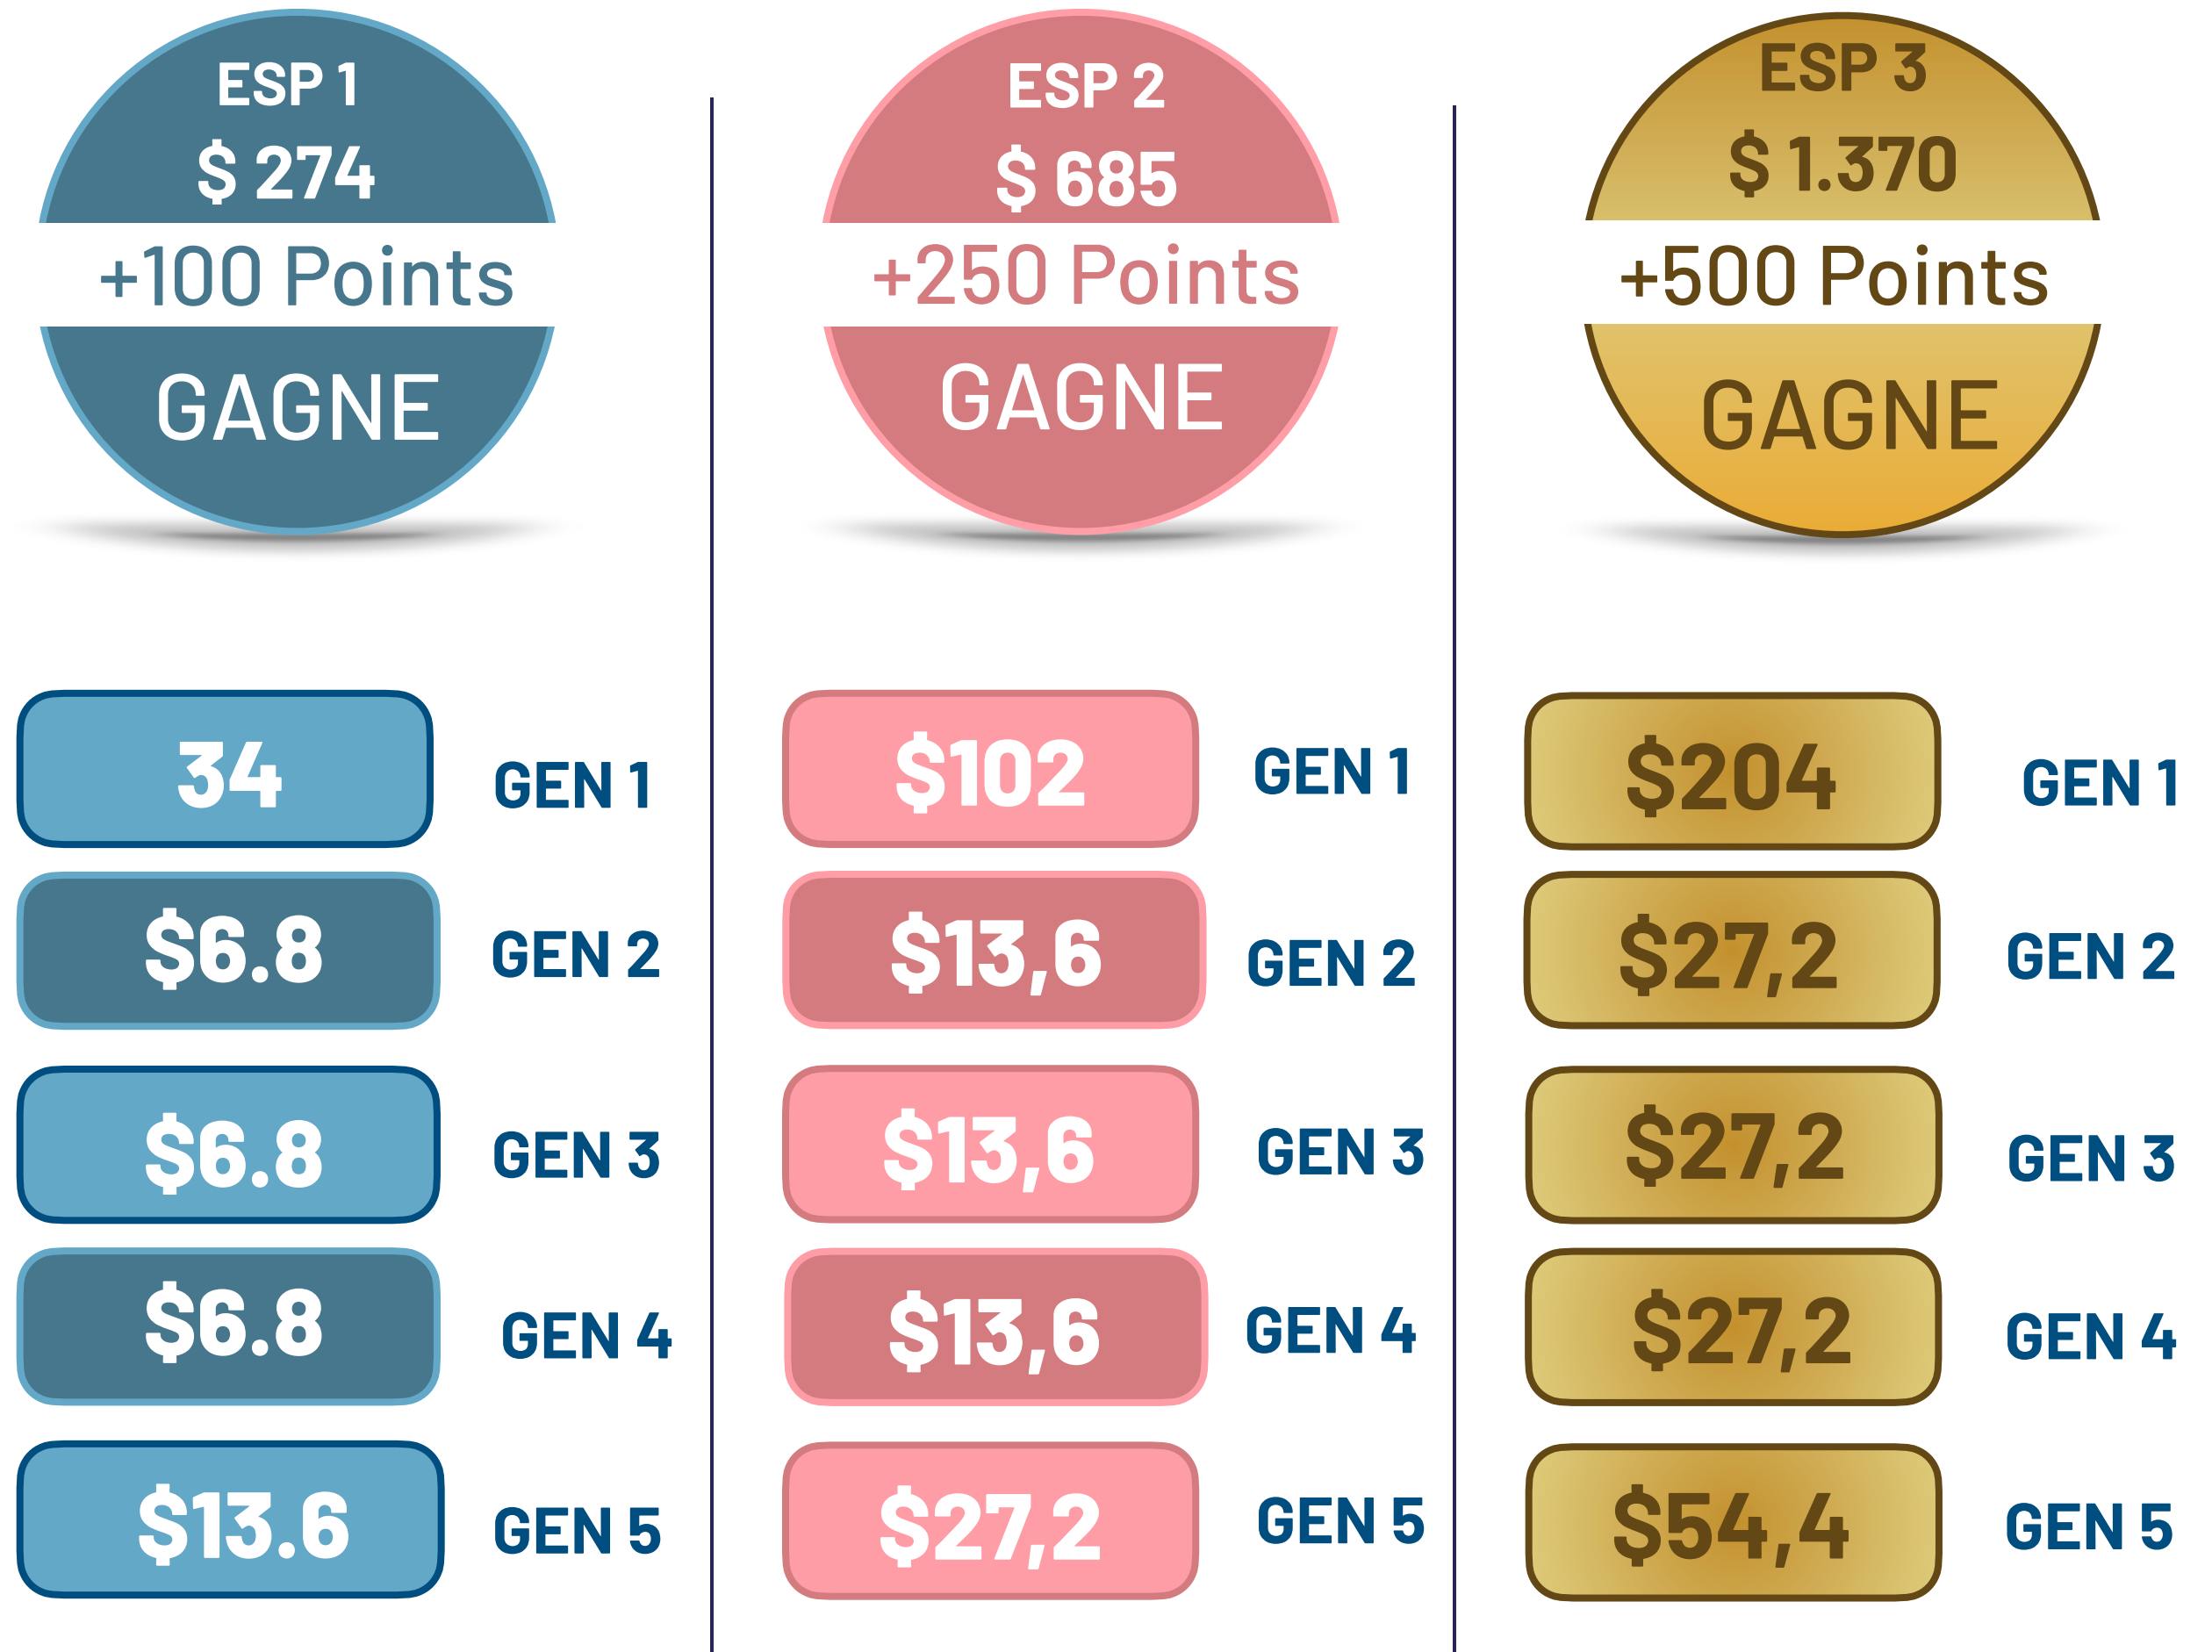 ESP 1
$ 274
+100 Points
GAGNE
34
GEN 1
$6.8
GEN 2
$6.8
GEN 3
$6.8
GEN 4
$13.6
GEN 5
ESP 2
$ 685
+250 Points
GAGNE
$102
GEN 1
$13,6
GEN 2
$13,6
GEN 3
$13,6
GEN 4
$27,2
GEN 5
ESP 3
$ 1.370
+500 Points
GAGNE
$204
GEN 1
$27,2
GEN 2
$27,2
GEN 3
$27,2
GEN 4
$54,4
GEN 5